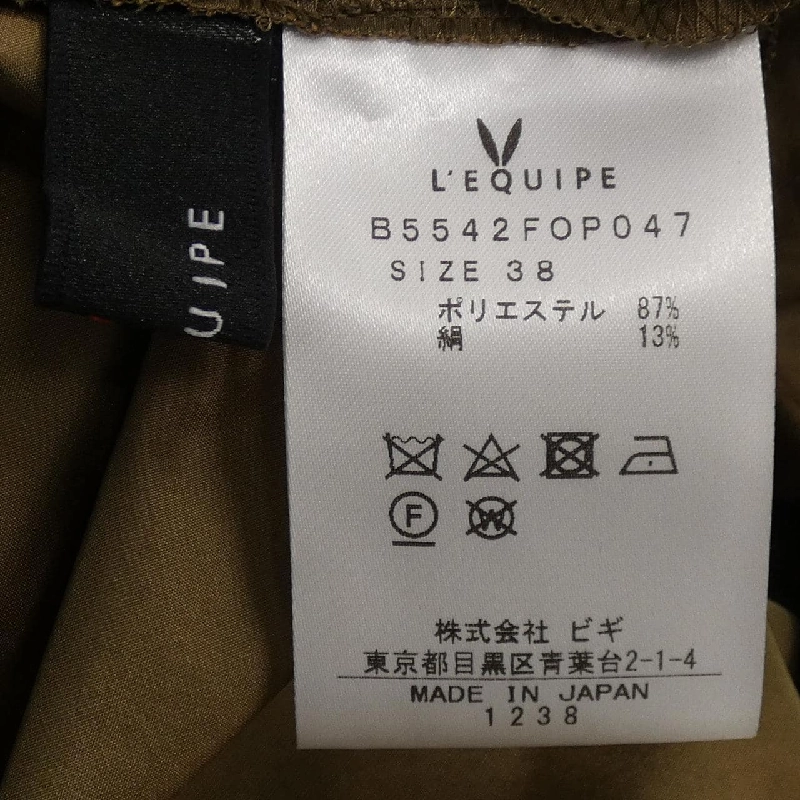 UIPE
L'EQUIPE
B5542FOP047
SIZE 38
ポリエステル 87%
絹 13%
F
W
株式会社 ビギ
東京都目黒区青葉台2-1-4
MADE IN JAPAN
1238